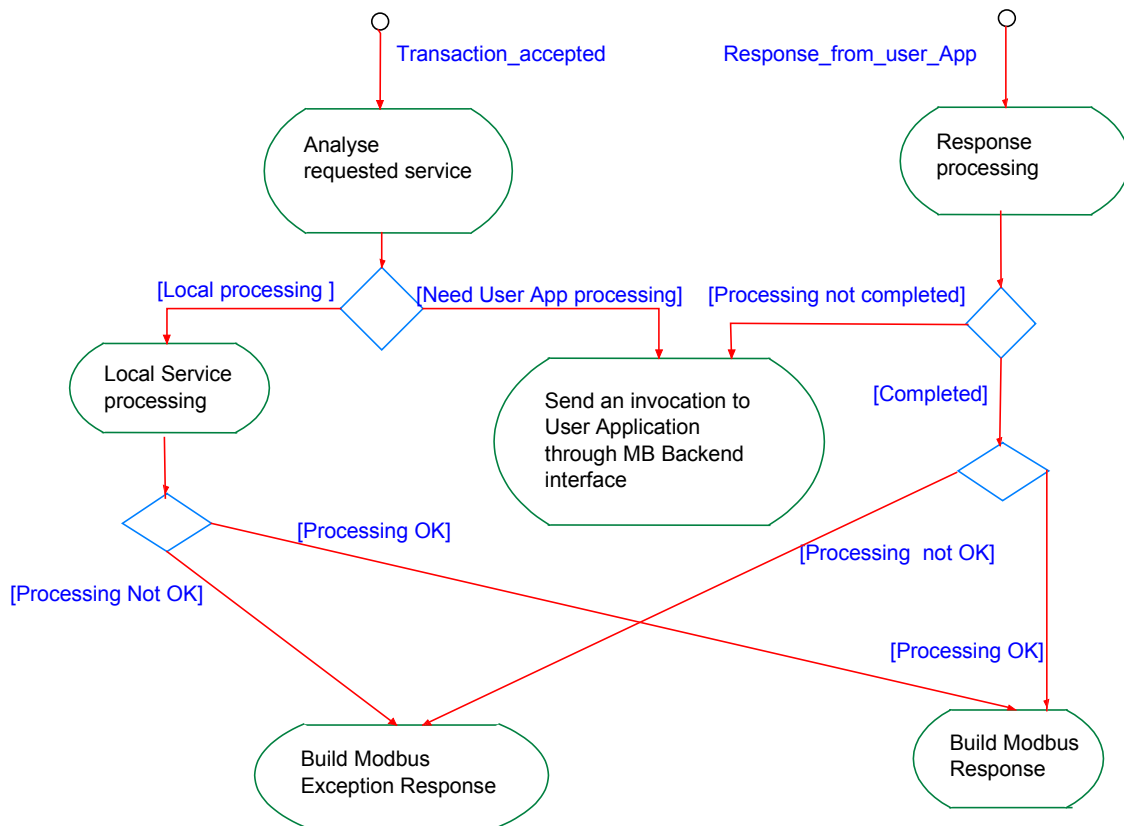 Transaction_accepted
Response_from_user_App
Analyse
requested service
Response
processing
[Local processing ]
[Need User App processing]
[Processing not completed]
Local Service
processing
Send an invocation to
User Application
through MB Backend
interface
[Completed]
[Processing OK]
[Processing  not OK]
[Processing Not OK]
[Processing OK]
Build Modbus
Exception Response
Build Modbus
Response